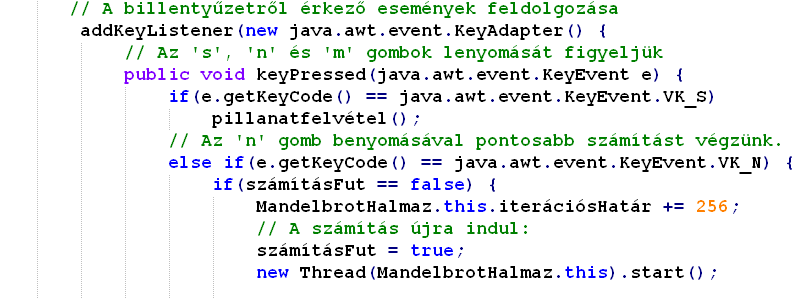 // A billentyűzetről érkező események feldolgozása
addKeyListener(new java.awt.event.KeyAdapter() {
// Az 's', 'n' és 'm' gombok lenyomását figyeljük
public void keyPressed(java.awt.event.KeyEvent e) {
if(e.getKeyCode() == java.awt.event.KeyEvent.VK_S)
pillanatfelvétel();
// Az 'n' gomb benyomásával pontosabb számítást végzünk.
else if(e.getKeyCode() == java.awt.event.KeyEvent.VK_N) {
if(számításFut == false) {
MandelbrotHalmaz.this.iterációsHatár += 256;
// A számítás újra indul:
számításFut = true;
new Thread(MandelbrotHalmaz.this).start();